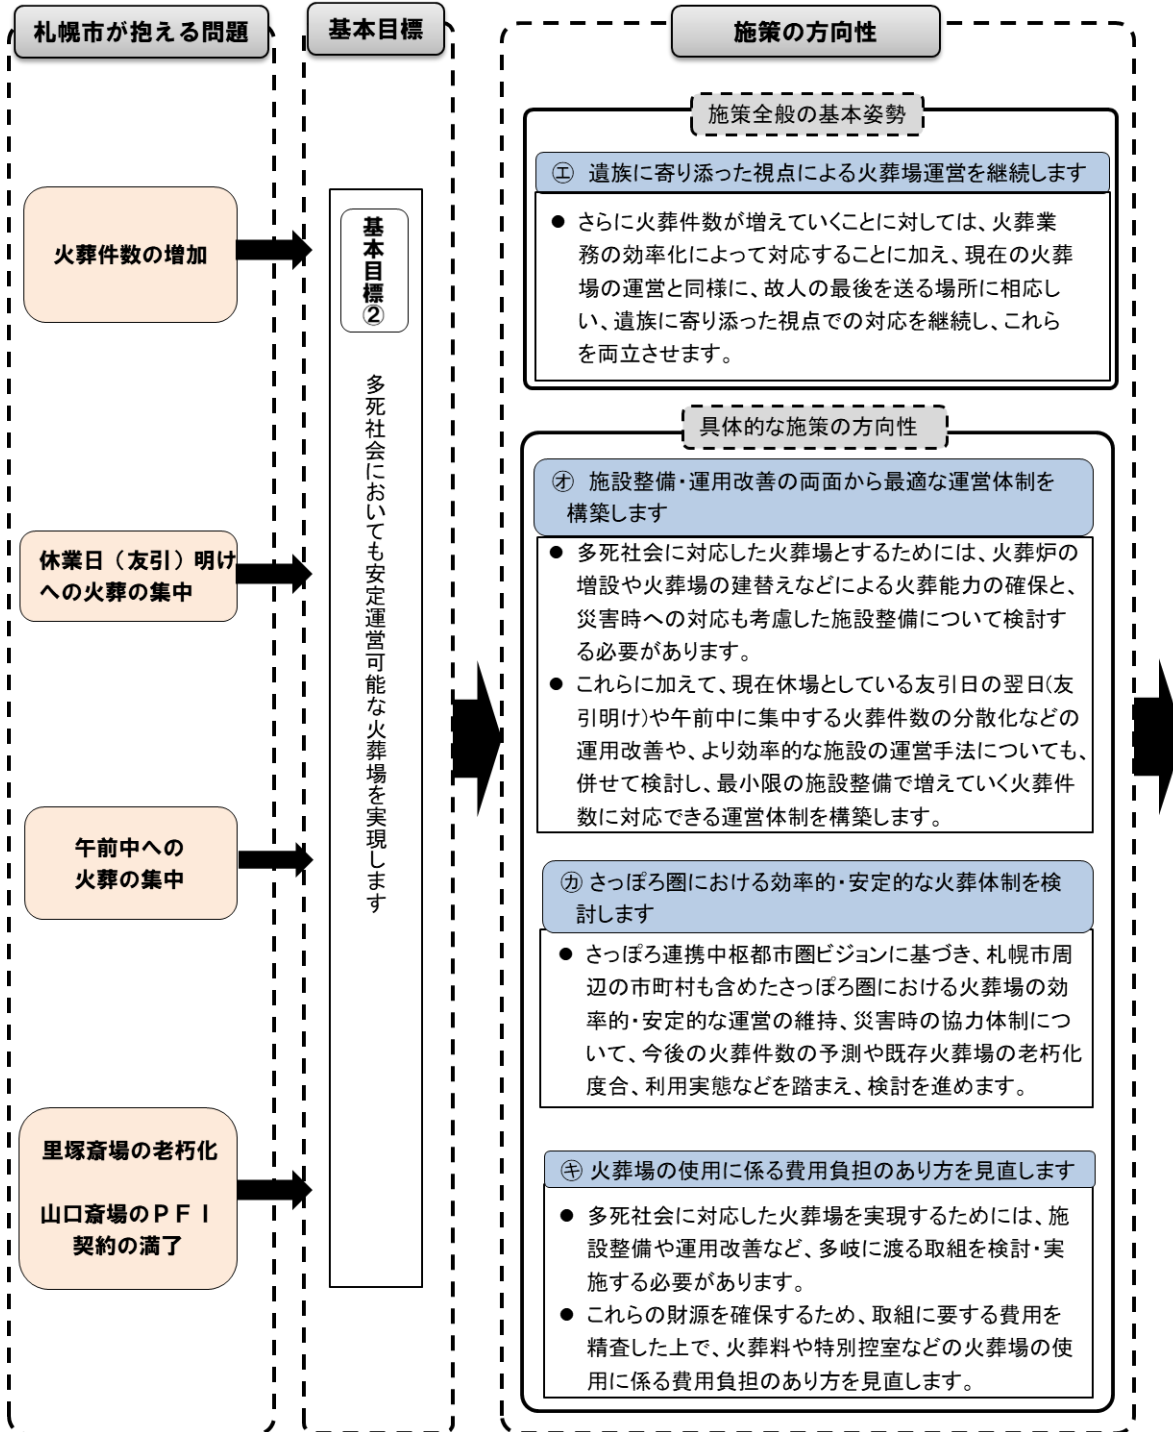 札幌市が抱える問題
火葬件数の増加
休業日（友引）明け
への火葬の集中
午前中への
火葬の集中
里塚斎場の老朽化
山口斎場のＰＦＩ
契約の満了
基本目標
基本目標②
多死社会においても安定運営可能な火葬場を実現します
施策の方向性
施策全般の基本姿勢
㋓ 遺族に寄り添った視点による火葬場運営を継続します
● さらに火葬件数が増えていくことに対しては、火葬業
務の効率化によって対応することに加え、現在の火葬
場の運営と同様に、故人の最後を送る場所に相応し
い、遺族に寄り添った視点での対応を継続し、これら
を両立させます。
具体的な施策の方向性
㋔ 施設整備・運用改善の両面から最適な運営体制を
構築します
● 多死社会に対応した火葬場とするためには、火葬炉の
増設や火葬場の建替えなどによる火葬能力の確保と、
災害時への対応も考慮した施設整備について検討す
る必要があります。
● これらに加えて、現在休場としている友引日の翌日(友
引明け)や午前中に集中する火葬件数の分散化などの
運用改善や、より効率的な施設の運営手法についても、
併せて検討し、最小限の施設整備で増えていく火葬件
数に対応できる運営体制を構築します。
㋕ さっぽろ圏における効率的・安定的な火葬体制を検
討します
● さっぽろ連携中枢都市圏ビジョンに基づき、札幌市周
辺の市町村も含めたさっぽろ圏における火葬場の効
率的・安定的な運営の維持、災害時の協力体制につ
いて、今後の火葬件数の予測や既存火葬場の老朽化
度合、利用実態などを踏まえ、検討を進めます。
㋖ 火葬場の使用に係る費用負担のあり方を見直します
● 多死社会に対応した火葬場を実現するためには、施
設整備や運用改善など、多岐に渡る取組を検討・実
施する必要があります。
● これらの財源を確保するため、取組に要する費用を
精査した上で、火葬料や特別控室などの火葬場の使
用に係る費用負担のあり方を見直します。